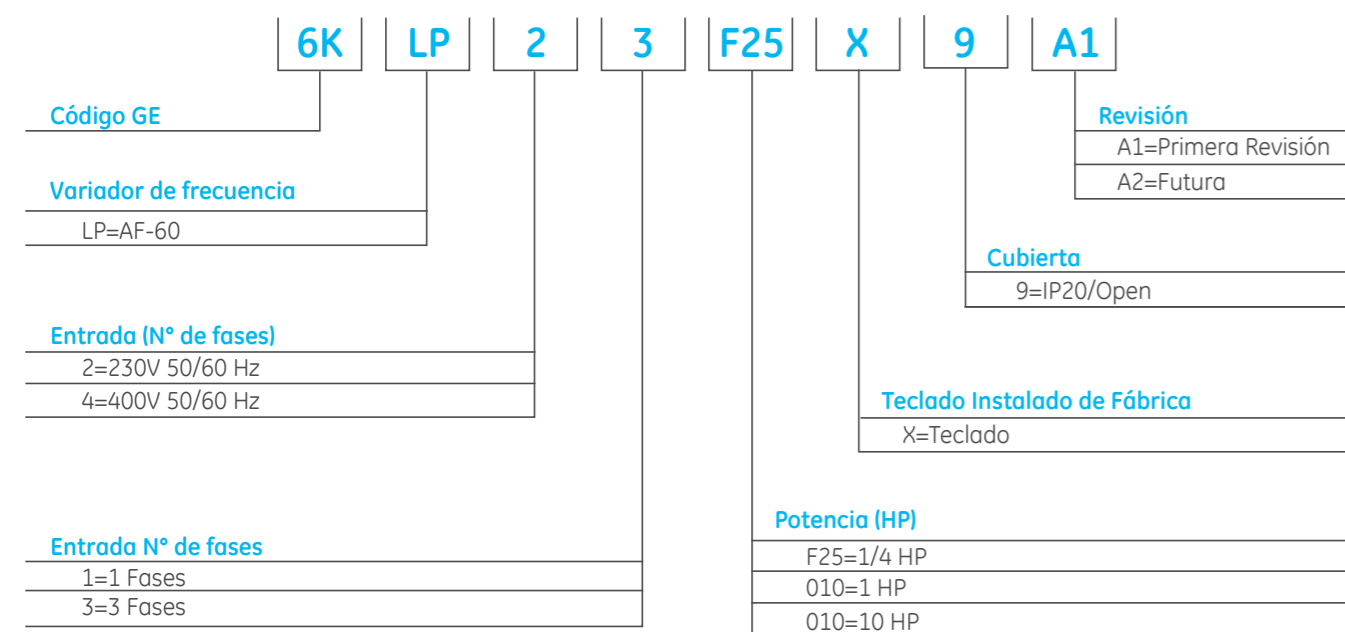 6K LP 2 3 F25 X 9 A1
Código GE
Variador de frecuencia
LP=AF-60
Entrada (N° de fases)
2=230V 50/60 Hz
4=400V 50/60 Hz
Entrada N° de fases
1=1 Fases
3=3 Fases
Revisión
A1=Primera Revisión
A2=Futura
Cubierta
9=IP20/Open
Teclado Instalado de Fábrica
X=Teclado
Potencia (HP)
F25=1/4 HP
010=1 HP
010=10 HP